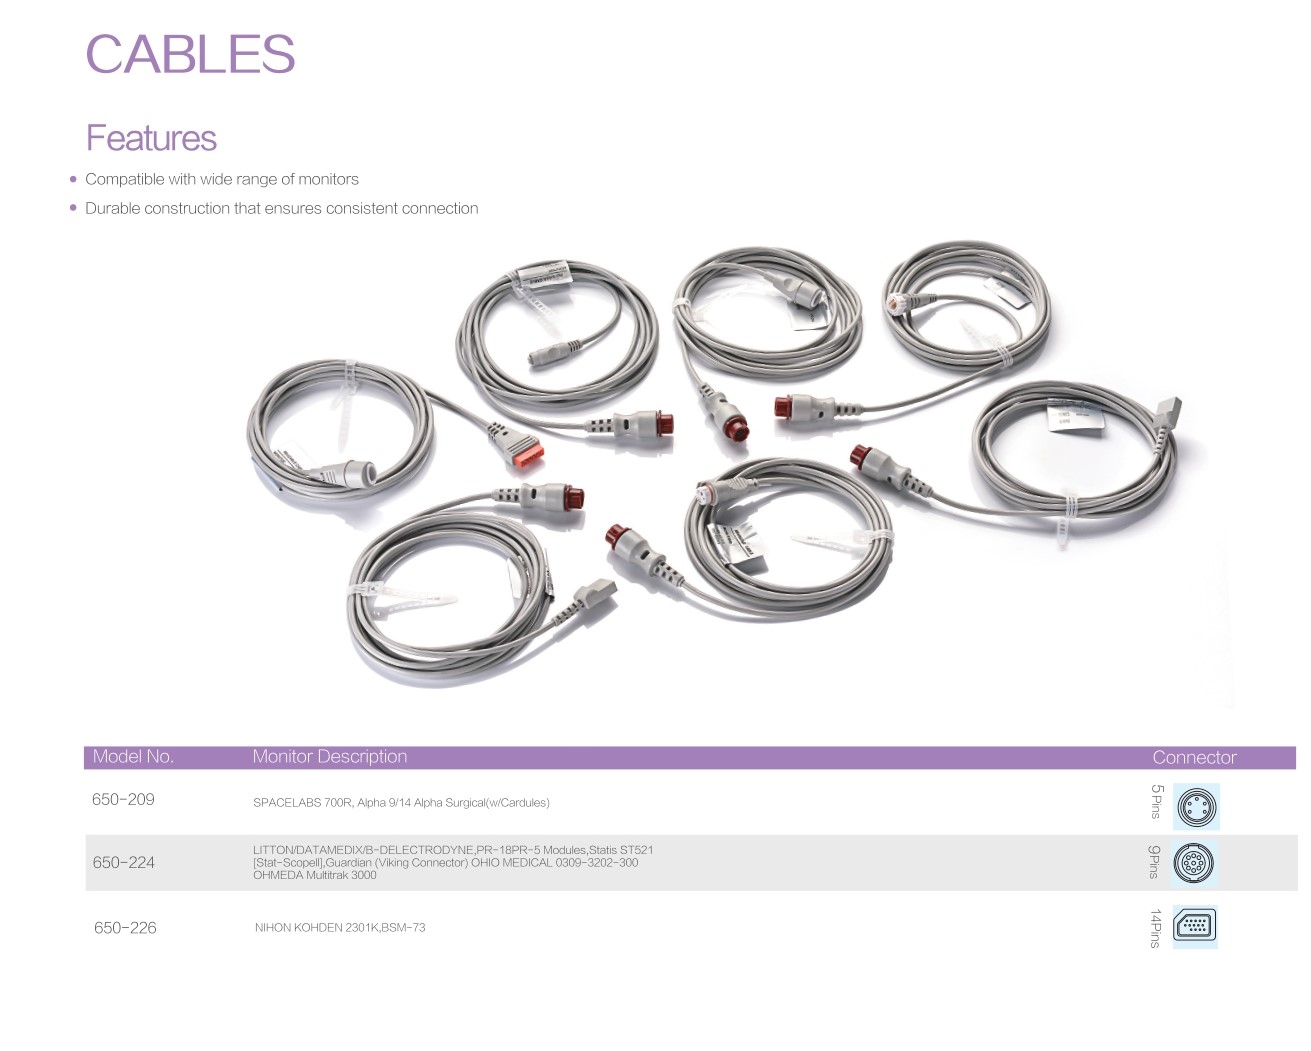 CABLES
Features
• Compatible with wide range of monitors
• Durable construction that ensures consistent connection
Model No. Monitor Description Connector
650-209 SPACELABS 700R, Alpha 9/14 Alpha Surgical(w/Cardules) 5 Pins
650-224 LITTON/DATAMEDIX/B-DELECTRODYNE,PR-18PR-5 Modules,Statis ST521 9Pins
[Stat-Scopell],Guardian (Viking Connector) OHIO MEDICAL 0309-3202-300
OHMEDA Multitrak 3000
650-226 NIHON KOHDEN 2301K,BSM-73 14Pins